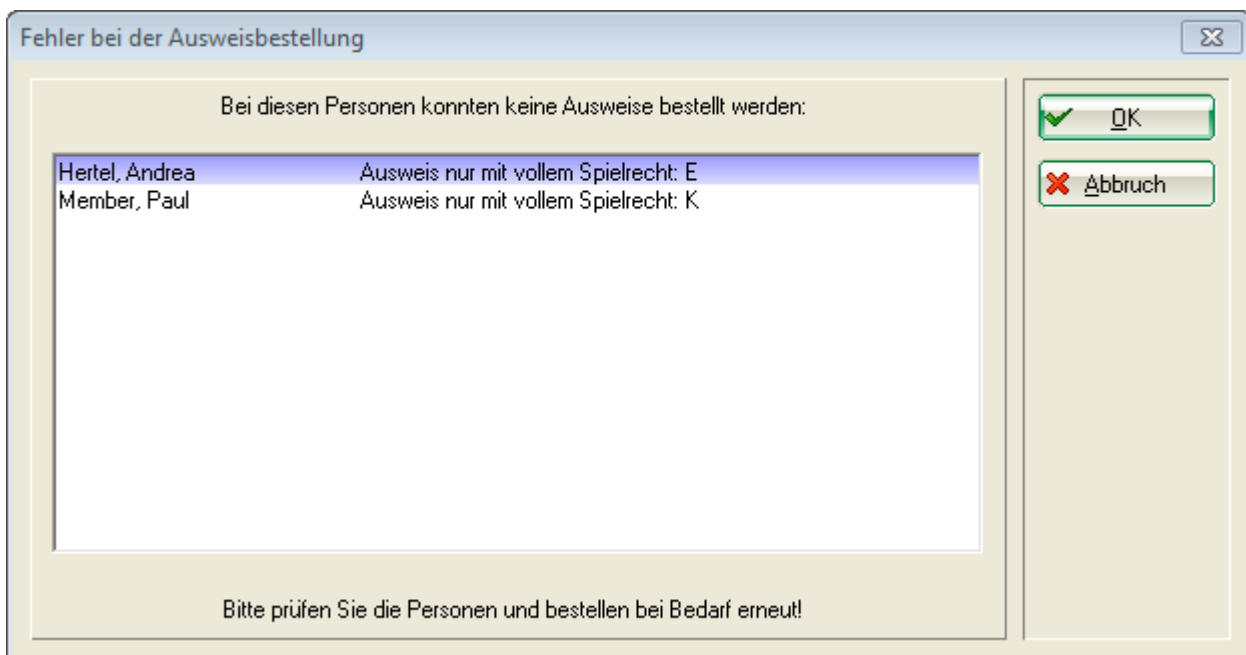 Fehler bei der Ausweisbestellung
Bei diesen Personen konnten keine Ausweise bestellt werden:
OK
Hertel, Andrea Ausweis nur mit vollem Spielrecht: E
Abbruch
Member, Paul Ausweis nur mit vollem Spielrecht: K
Bitte prüfen Sie die Personen und bestellen bei Bedarf erneut!